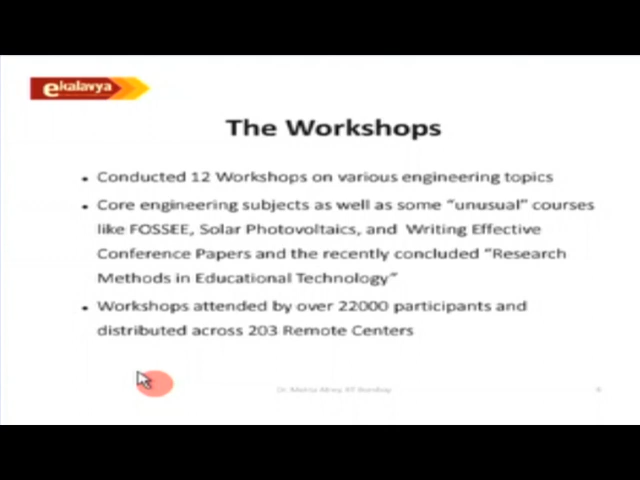 ekalavya
The Workshops
• Conducted 12 Workshops on various engineering topics
• Core engineering subjects as well as some “unusual” courses
like FOSSEE, Solar Photovoltaics, and Writing Effective
Conference Papers and the recently concluded “Research
Methods in Educational Technology”
• Workshops attended by over 22000 participants and
distributed across 203 Remote Centers